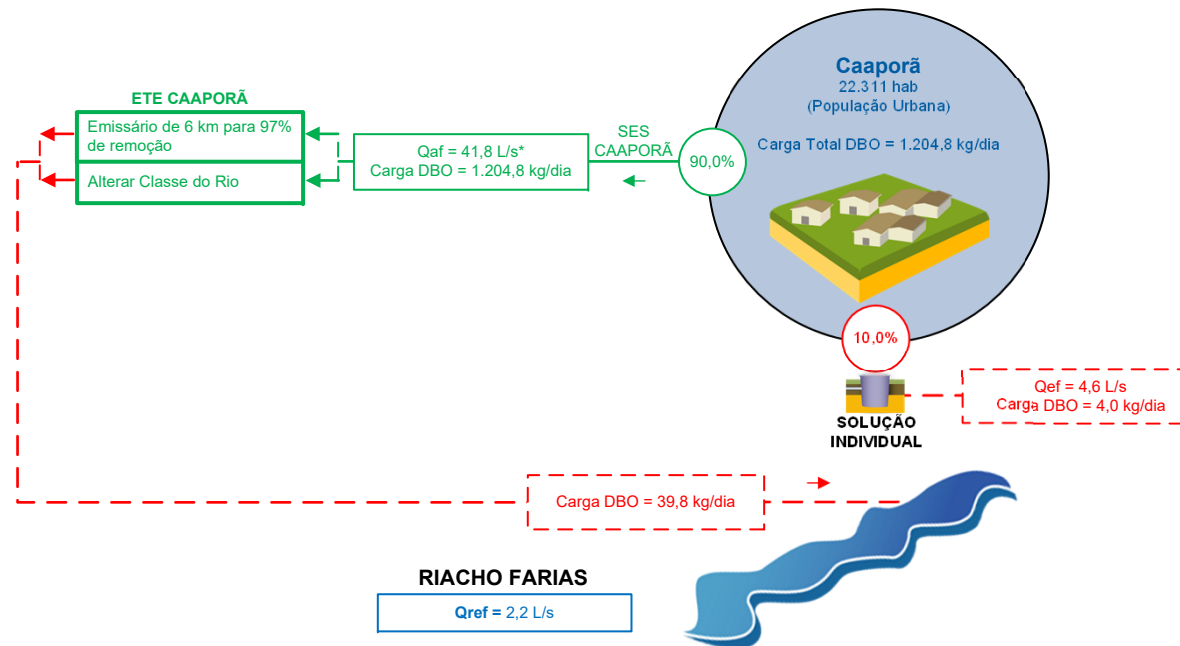 Caaporã
22.311 hab
(População Urbana)
Carga Total DBO = 1.204,8 kg/dia
ETE CAAPORÃ
Emissário de 6 km para 97%
de remoção
Alterar Classe do Rio
Qaf = 41,8 L/s*
Carga DBO = 1.204,8 kg/dia
SES
CAAPORÃ
90,0%
10,0%
SOLUÇÃO
INDIVIDUAL
Qef = 4,6 L/s
Carga DBO = 4,0 kg/dia
Carga DBO = 39,8 kg/dia
RIACHO FARIAS
Qref = 2,2 L/s